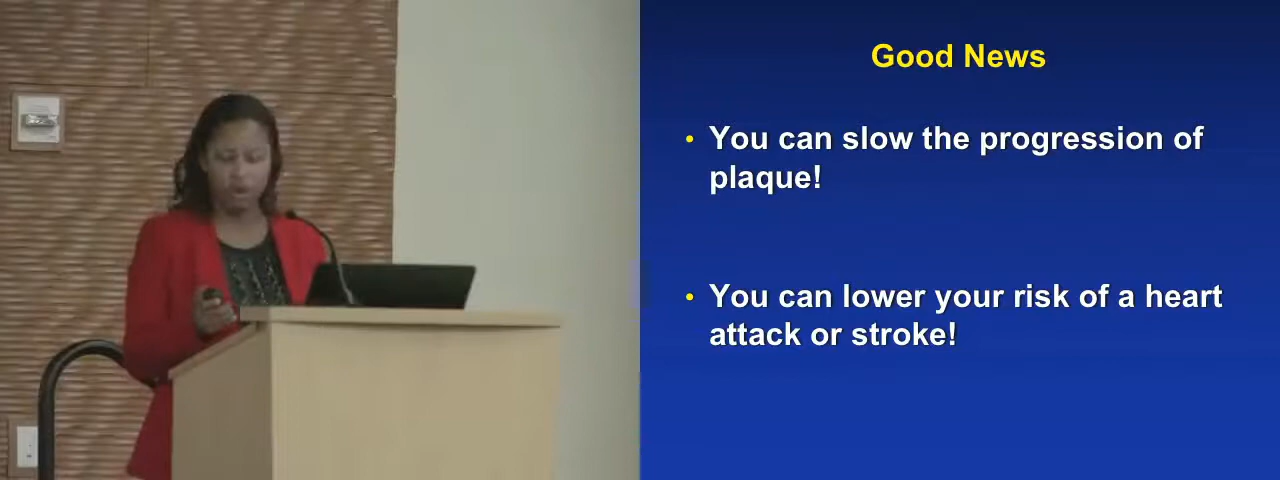 Good News
• You can slow the progression of
plaque!
• You can lower your risk of a heart
attack or stroke!